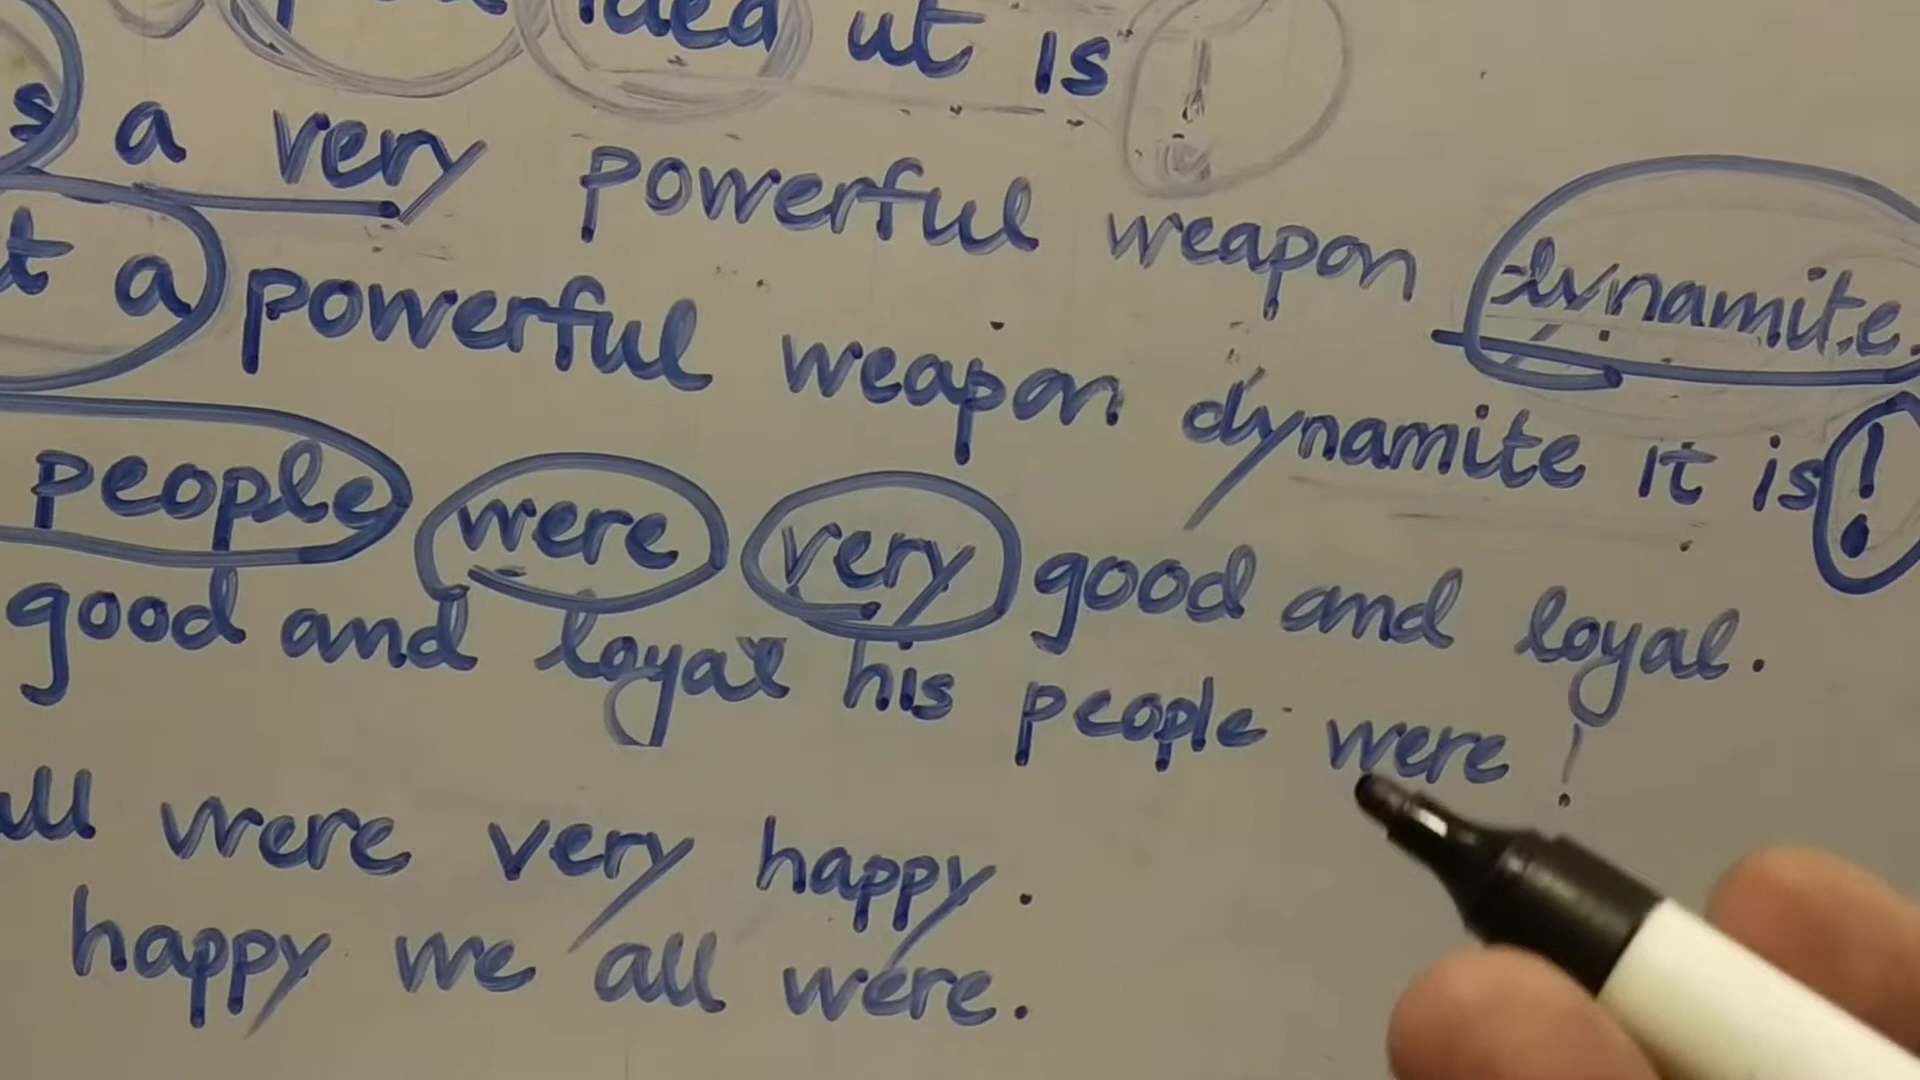 idea it is !
s a very powerful weapon dynamite.
t a powerful weapon dynamite it is!
people were very good and loyal.
good and loyal his people were !
all were very happy.
happy we all were.